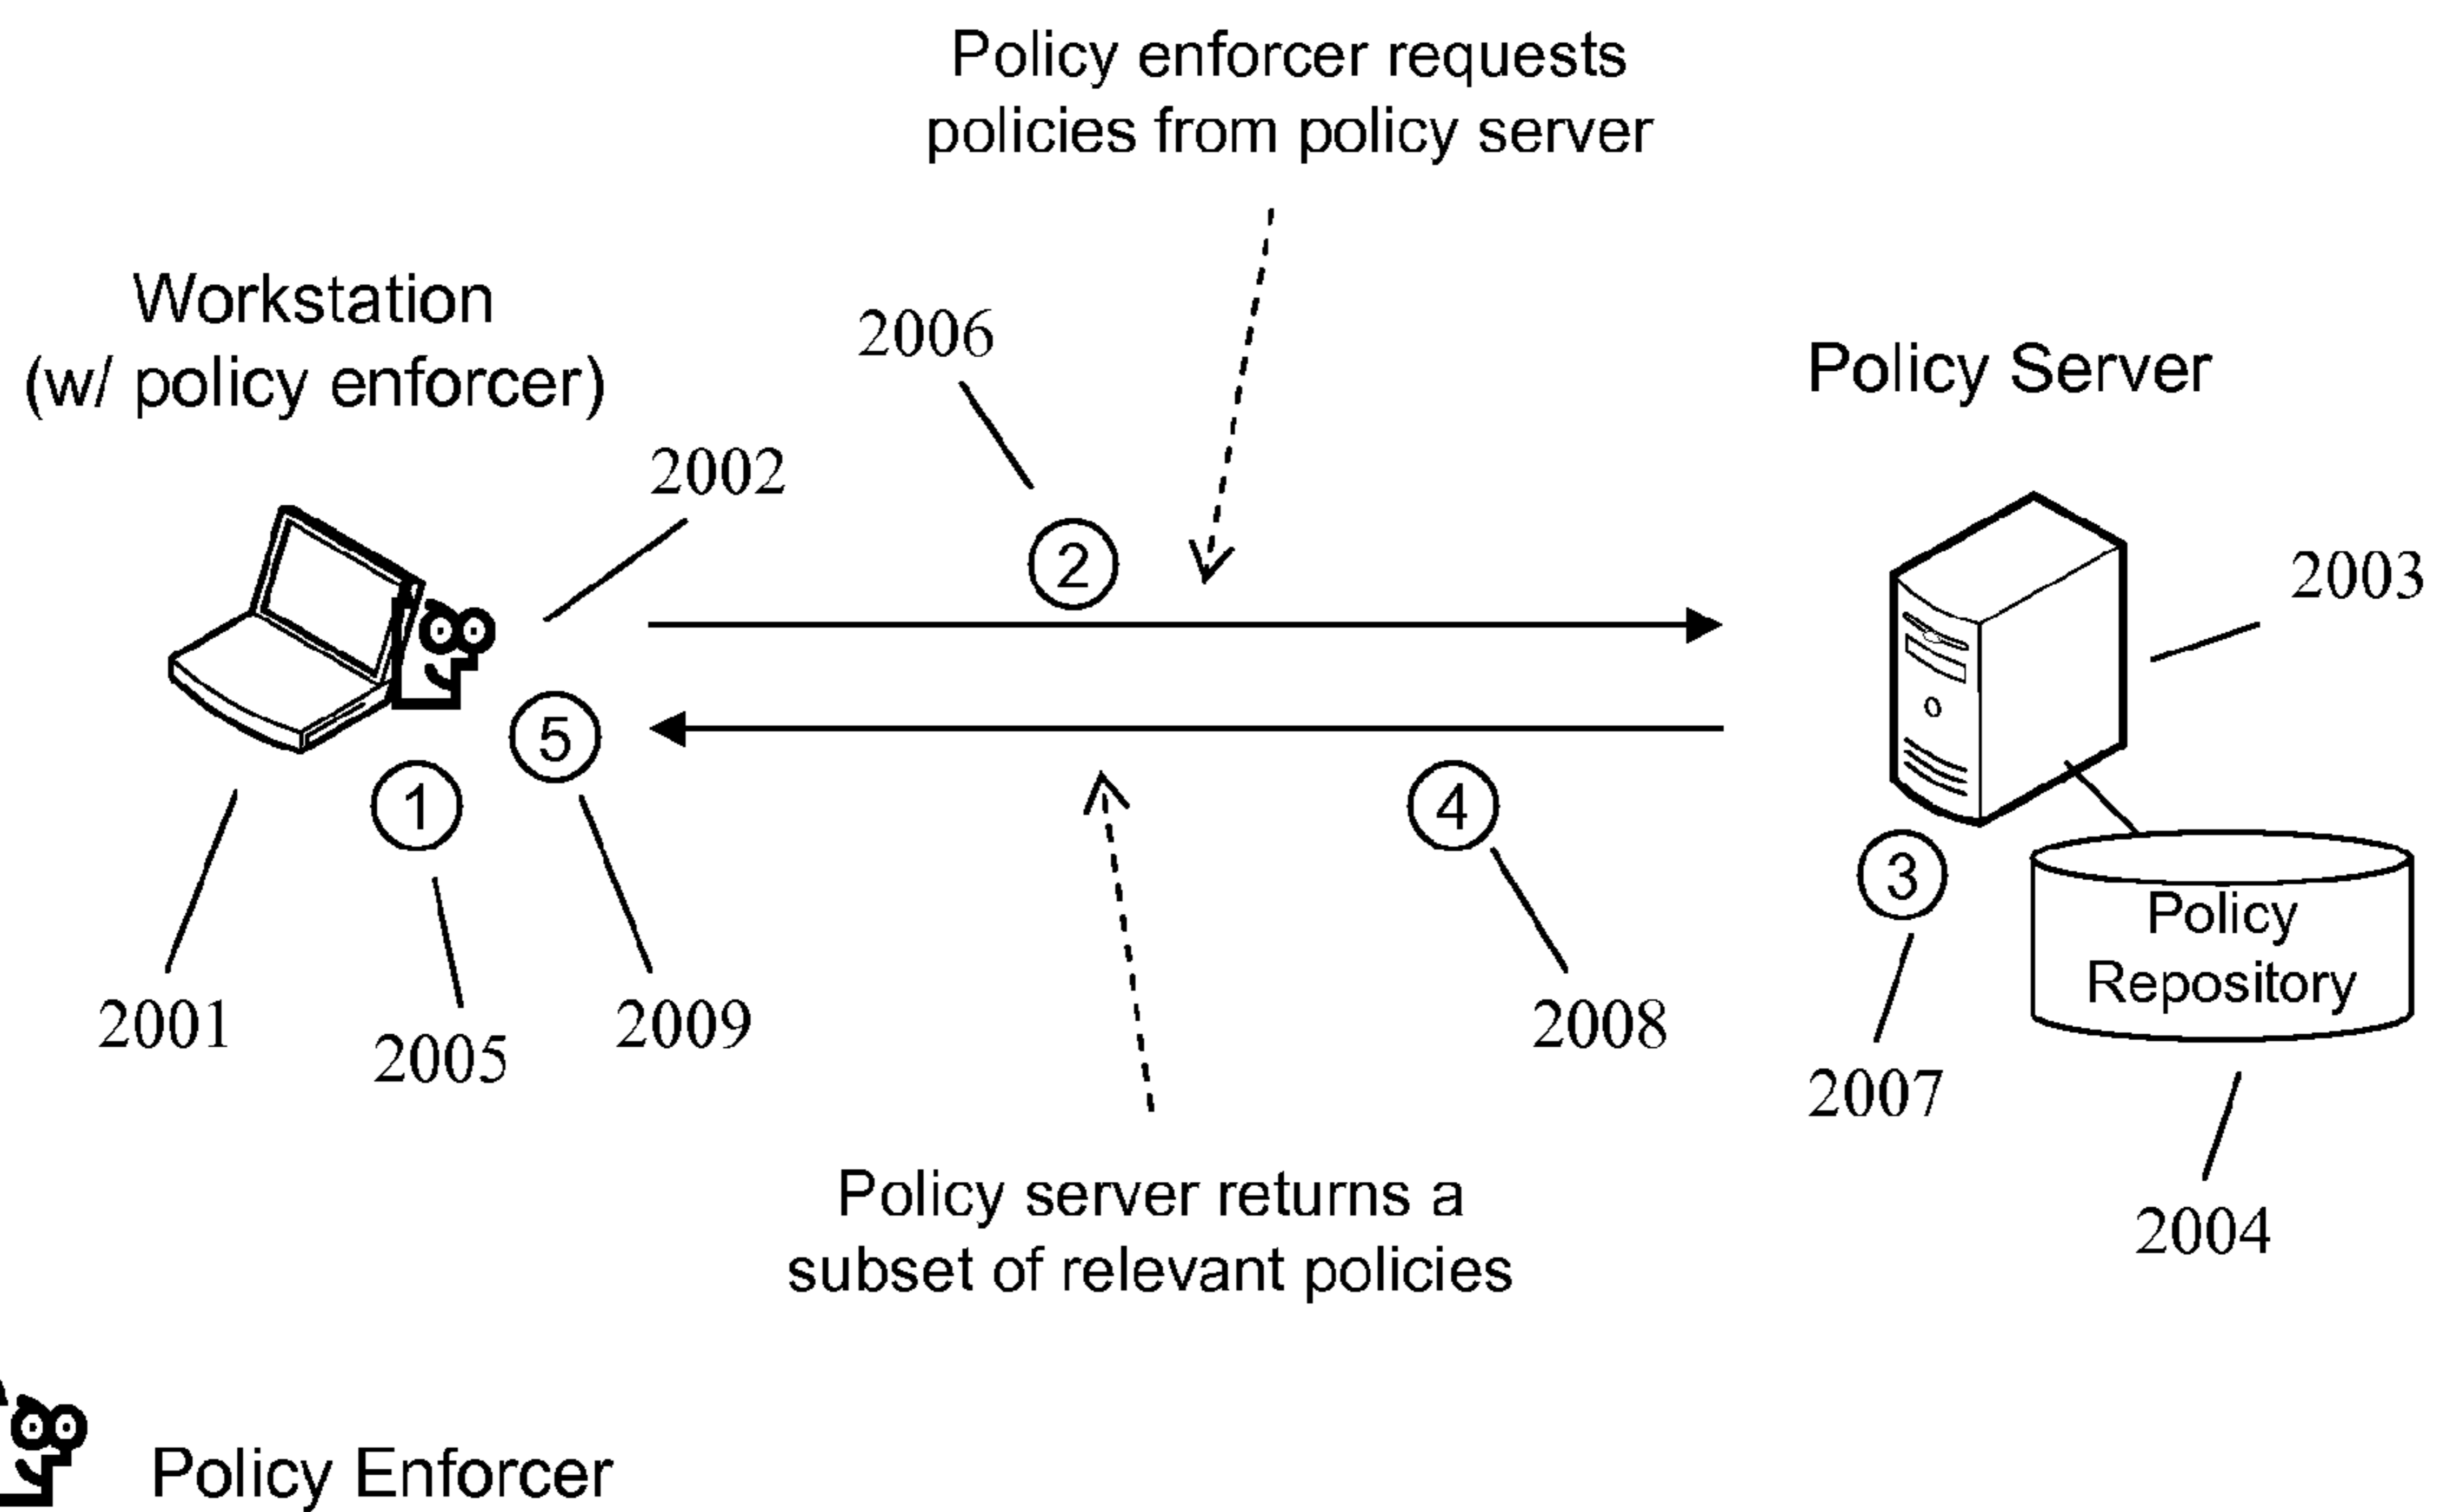 Policy enforcer requests
policies from policy server
Workstation
(w/ policy enforcer)
2006
Policy Server
2002
2
2003
5
1
4
3
Policy
Repository
2001
2005
2009
2008
2007
2004
Policy server returns a
subset of relevant policies
Policy Enforcer